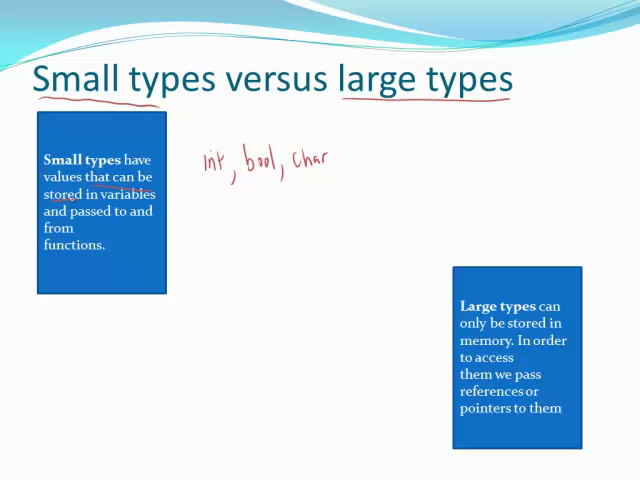 Small types versus large types
Small types have
values that can be
stored in variables
and passed to and
from
functions.
int, bool, char
Large types can
only be stored in
memory. In order
to access
them we pass
references or
pointers to them